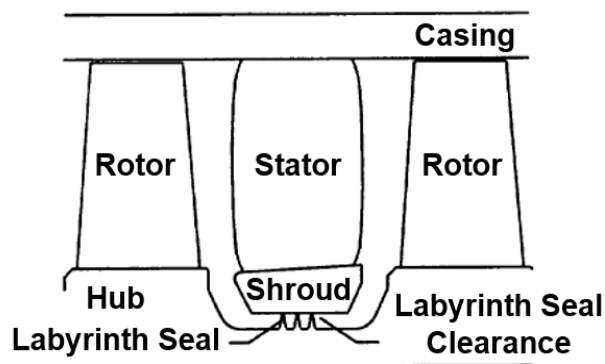 Casing
Rotor
Stator
Rotor
Shroud
Hub
Labyrinth Seal
Labyrinth Seal
Clearance